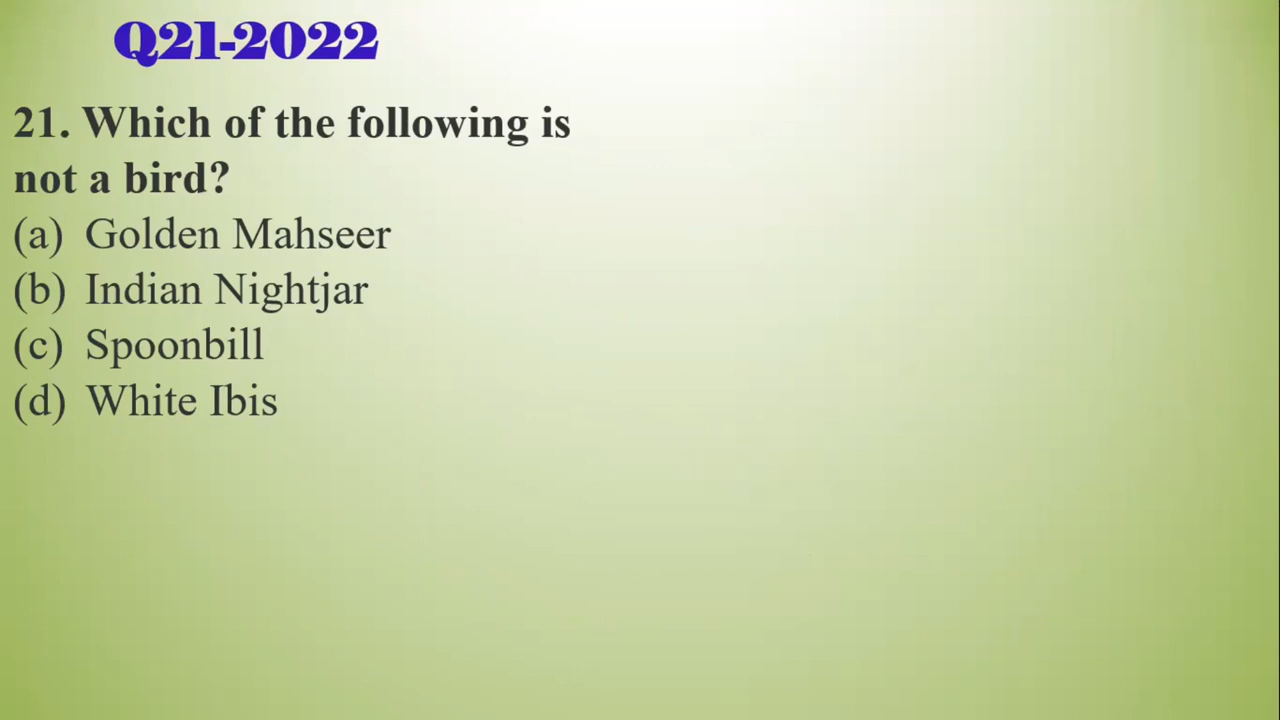 Q21-2022
21. Which of the following is
not a bird?
(a) Golden Mahseer
(b) Indian Nightjar
(c) Spoonbill
(d) White Ibis